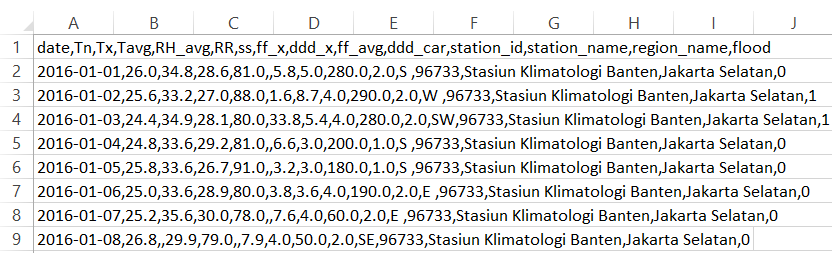 A B C D E F G H I J
1 date,Tn,Tx,Tavg,RH_avg,RR,ss,ff_x,ddd_x,ff_avg,ddd_car,station_id,station_name,region_name,flood
2 2016-01-01,26.0,34.8,28.6,81.0,,5.8,5.0,280.0,2.0,S ,96733,Stasiun Klimatologi Banten,Jakarta Selatan,0
3 2016-01-02,25.6,33.2,27.0,88.0,1.6,8.7,4.0,290.0,2.0,W ,96733,Stasiun Klimatologi Banten,Jakarta Selatan,1
4 2016-01-03,24.4,34.9,28.1,80.0,33.8,5.4,4.0,280.0,2.0,SW,96733,Stasiun Klimatologi Banten,Jakarta Selatan,1
5 2016-01-04,24.8,33.6,29.2,81.0,,6.6,3.0,200.0,1.0,S ,96733,Stasiun Klimatologi Banten,Jakarta Selatan,0
6 2016-01-05,25.8,33.6,26.7,91.0,,3.2,3.0,180.0,1.0,S ,96733,Stasiun Klimatologi Banten,Jakarta Selatan,0
7 2016-01-06,25.0,33.6,28.9,80.0,3.8,3.6,4.0,190.0,2.0,E ,96733,Stasiun Klimatologi Banten,Jakarta Selatan,0
8 2016-01-07,25.2,35.6,30.0,78.0,,7.6,4.0,60.0,2.0,E ,96733,Stasiun Klimatologi Banten,Jakarta Selatan,0
9 2016-01-08,26.8,,29.9,79.0,,7.9,4.0,50.0,2.0,SE,96733,Stasiun Klimatologi Banten,Jakarta Selatan,0